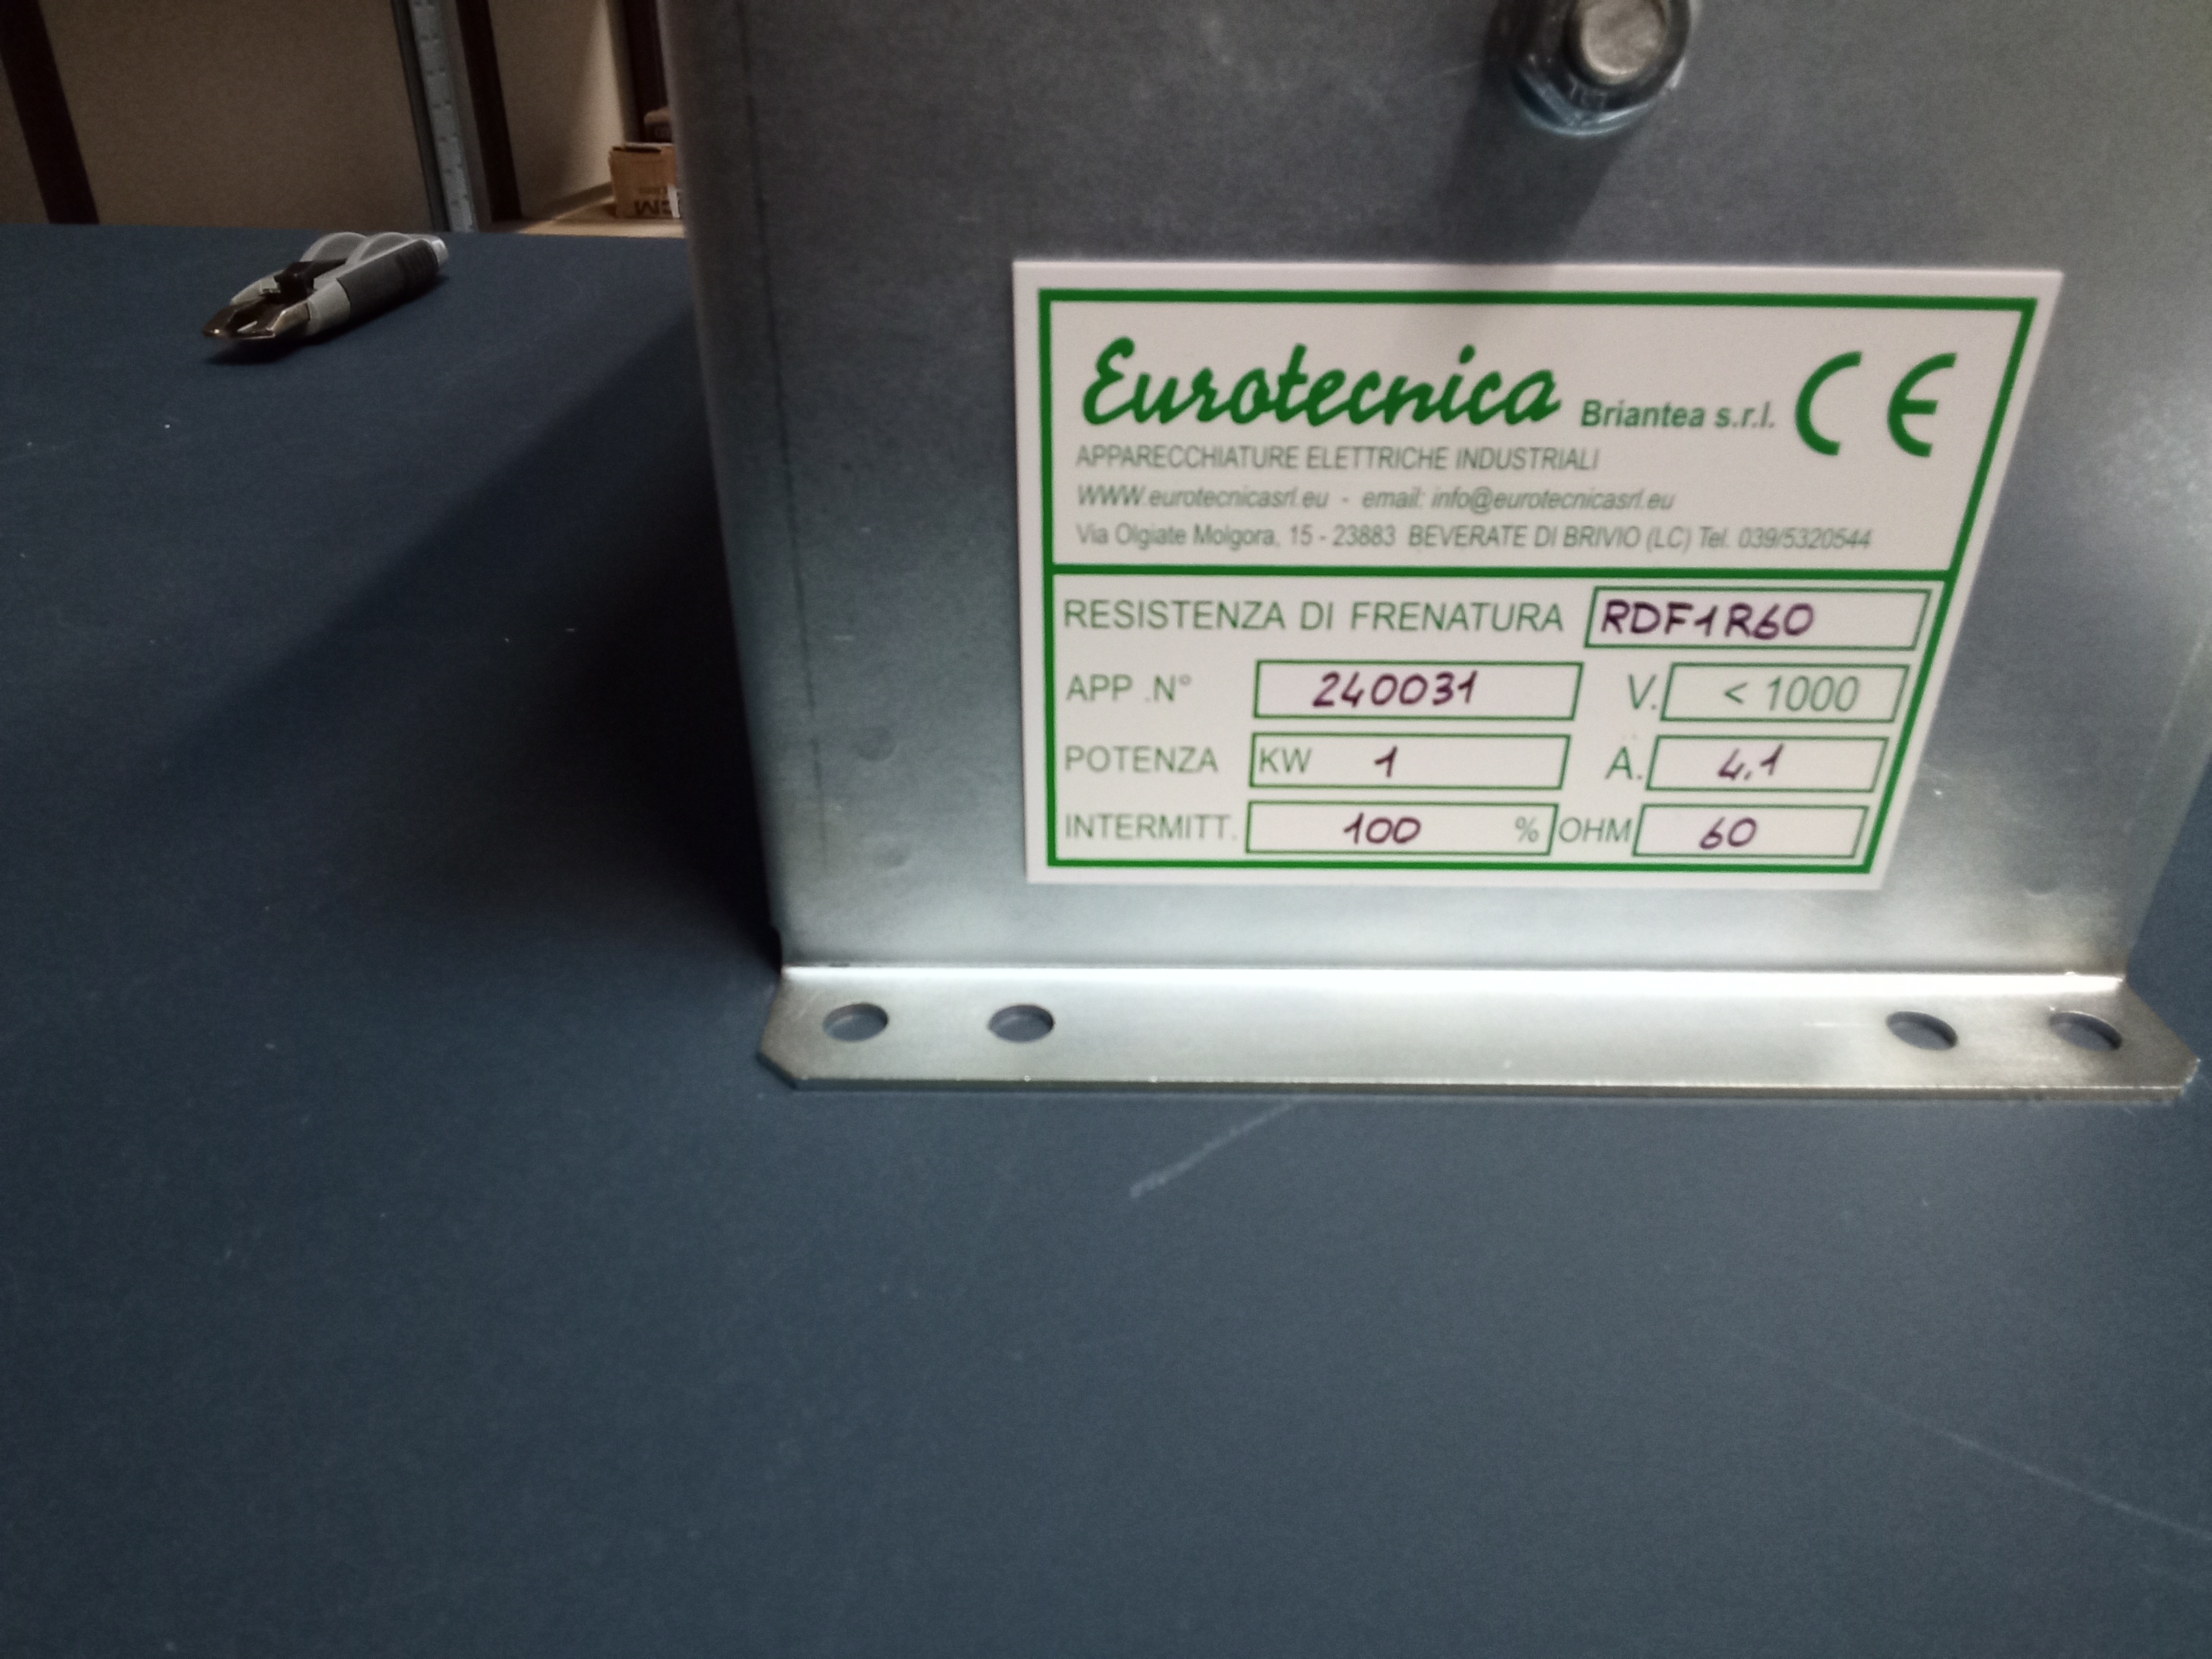 Eurotecnica Briantea s.r.l. CE
APPARECCHIATURE ELETTRICHE INDUSTRIALI
WWW.eurotecnicasrl.eu - email: info@eurotecnicasrl.eu
Via Olgiate Molgora, 15 - 23883 BEVERATE DI BRIVIO (LC) Tel. 039/5320544
RESISTENZA DI FRENATURA RDF1R60
APP .N° 240031 V. < 1000
POTENZA KW 1 A. 4,1
INTERMITT. 100 % OHM 60